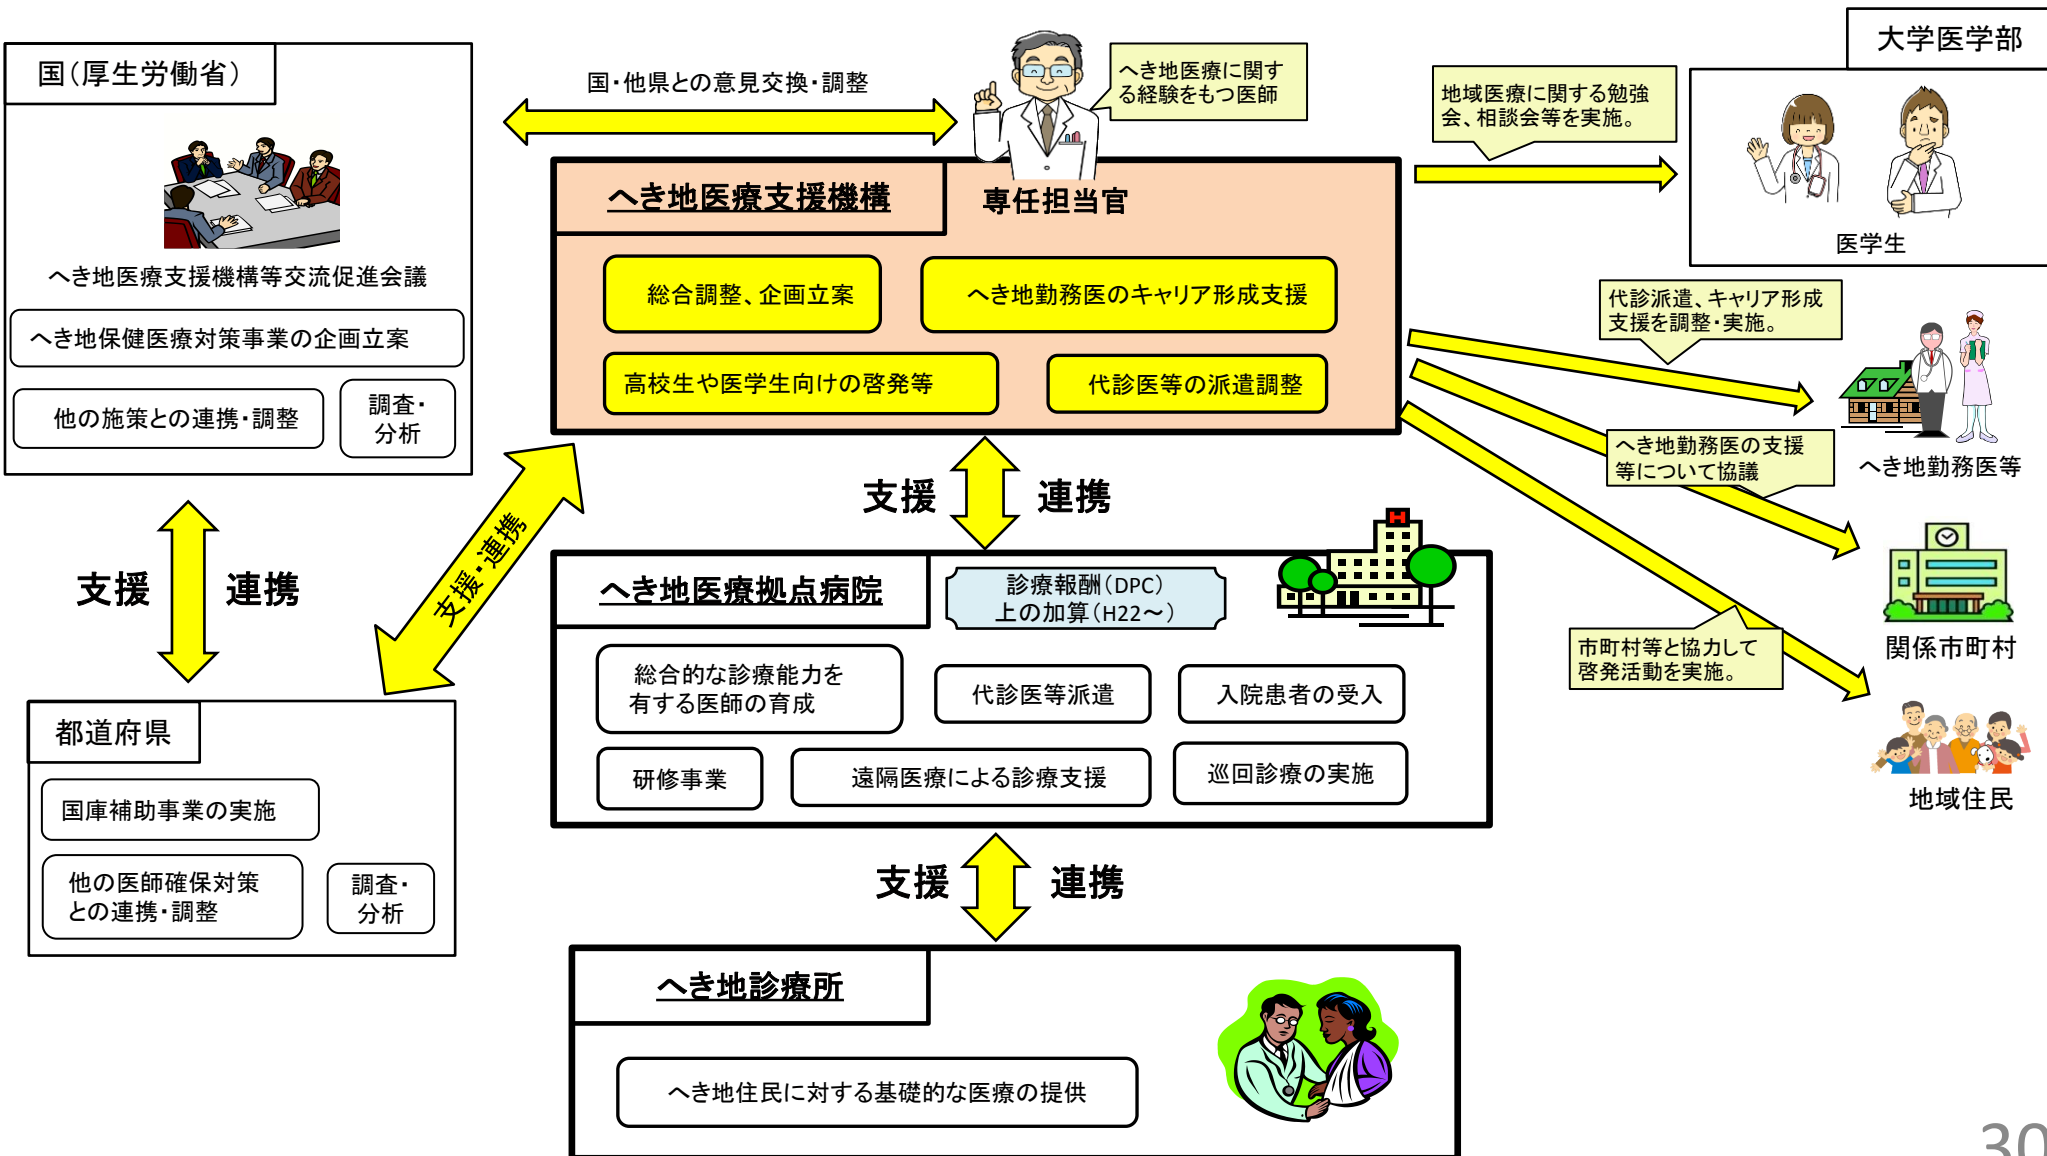 国(厚生労働省)
へき地医療支援機構等交流促進会議
へき地保健医療対策事業の企画立案
他の施策との連携・調整
調査・
分析
支援
連携
都道府県
国庫補助事業の実施
他の医師確保対策
との連携・調整
調査・
分析
支援・連携
国・他県との意見交換・調整
へき地医療に関す
る経験をもつ医師
へき地医療支援機構
専任担当官
総合調整、企画立案
へき地勤務医のキャリア形成支援
高校生や医学生向けの啓発等
代診医等の派遣調整
支援
連携
へき地医療拠点病院
診療報酬(DPC)
上の加算(H22～)
H
総合的な診療能力を
有する医師の育成
代診医等派遣
入院患者の受入
研修事業
遠隔医療による診療支援
巡回診療の実施
支援
連携
へき地診療所
へき地住民に対する基礎的な医療の提供
地域医療に関する勉強
会、相談会等を実施。
大学医学部
医学生
代診派遣、キャリア形成
支援を調整・実施。
へき地勤務医等
へき地勤務医の支援
等について協議
関係市町村
市町村等と協力して
啓発活動を実施。
地域住民
30